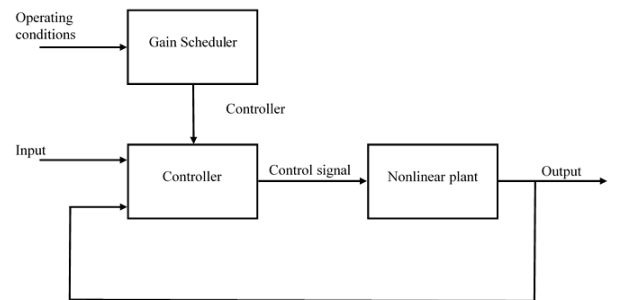 Operating
conditions
Gain Scheduler
Controller
Input
Controller
Control signal
Nonlinear plant
Output